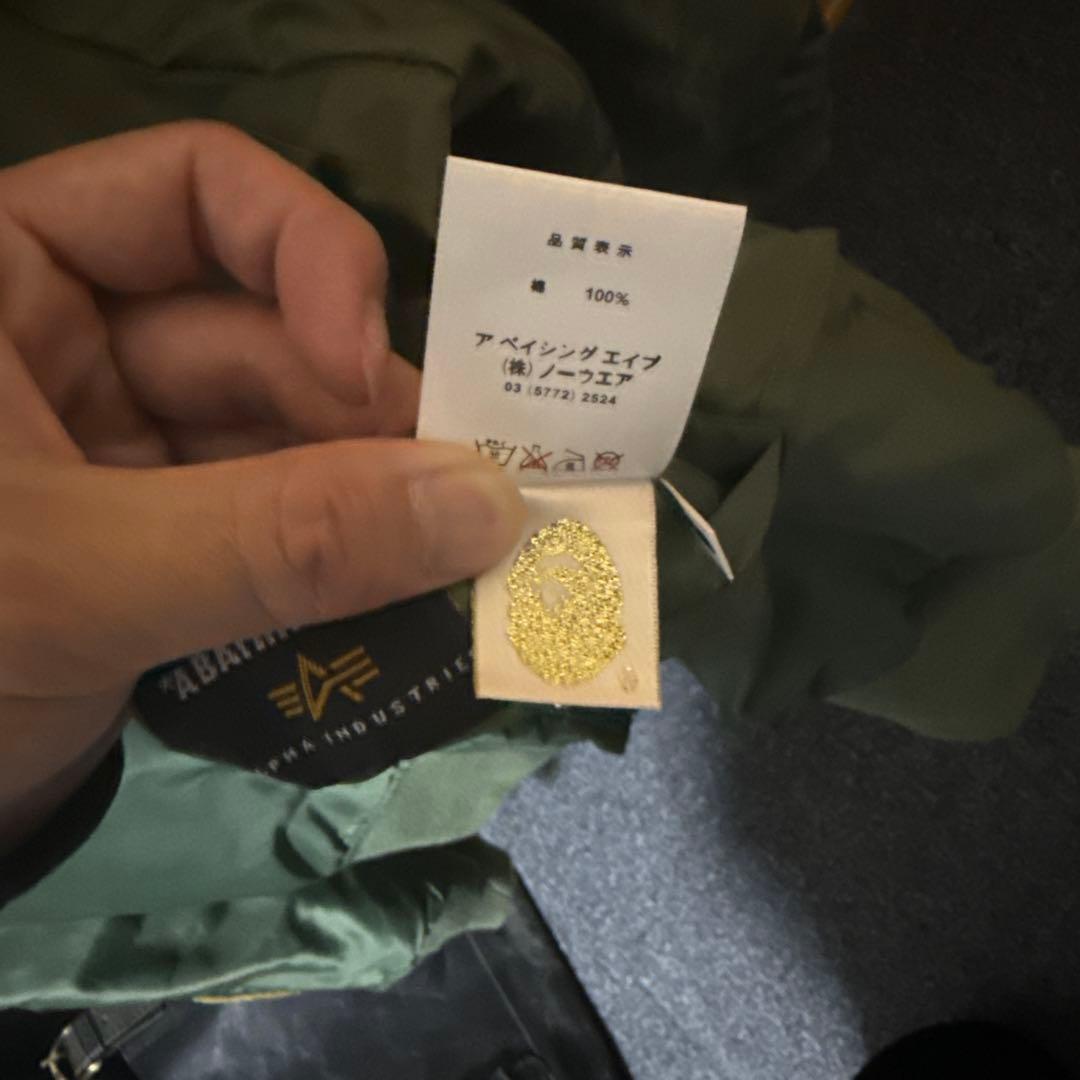 品質表示
綿 100%
ア ベイシング エイプ
(株) ノーウエア
03 (5772) 2524
ALPHA INDUSTRIES